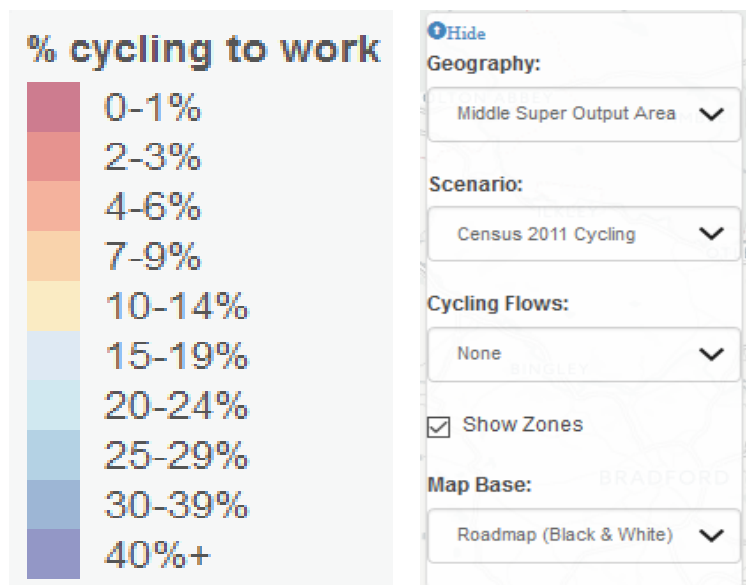 % cycling to work
0-1%
2-3%
4-6%
7-9%
10-14%
15-19%
20-24%
25-29%
30-39%
40%+
Hide
Geography:
Middle Super Output Area
Scenario:
Census 2011 Cycling
Cycling Flows:
None
BINGLEY
Show Zones
BRADFORD
Map Base:
Roadmap (Black & White)